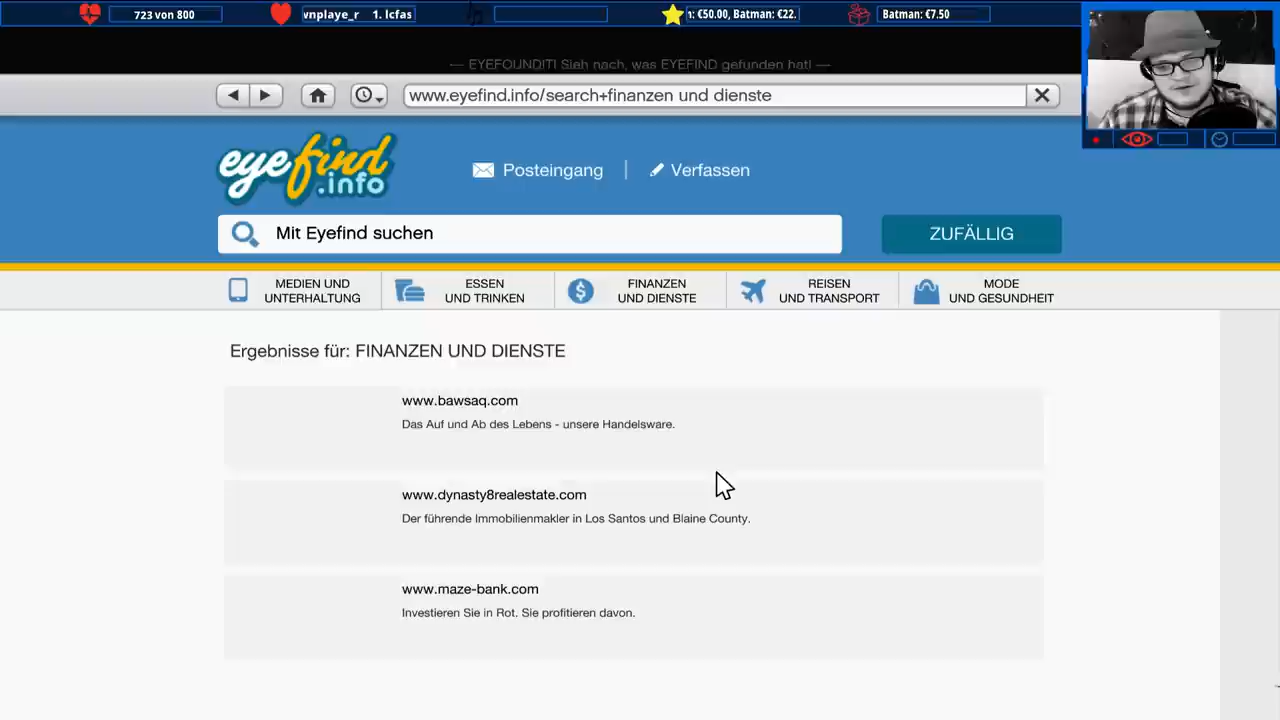 723 von 800
wnplaye_r 1. lcfas
: €50.00, Batman: €22.
Batman: €7.50
— EYEFOUNDIT! Sieh nach, was EYEFIND gefunden hat! —
www.eyefind.info/search+finanzen und dienste
eyefind
.info
Posteingang
Verfassen
Mit Eyefind suchen
ZUFÄLLIG
MEDIEN UND
UNTERHALTUNG
ESSEN
UND TRINKEN
FINANZEN
UND DIENSTE
REISEN
UND TRANSPORT
MODE
UND GESUNDHEIT
Ergebnisse für: FINANZEN UND DIENSTE
www.bawsaq.com
Das Auf und Ab des Lebens - unsere Handelsware.
www.dynasty8realestate.com
Der führende Immobilienmakler in Los Santos und Blaine County.
www.maze-bank.com
Investieren Sie in Rot. Sie profitieren davon.